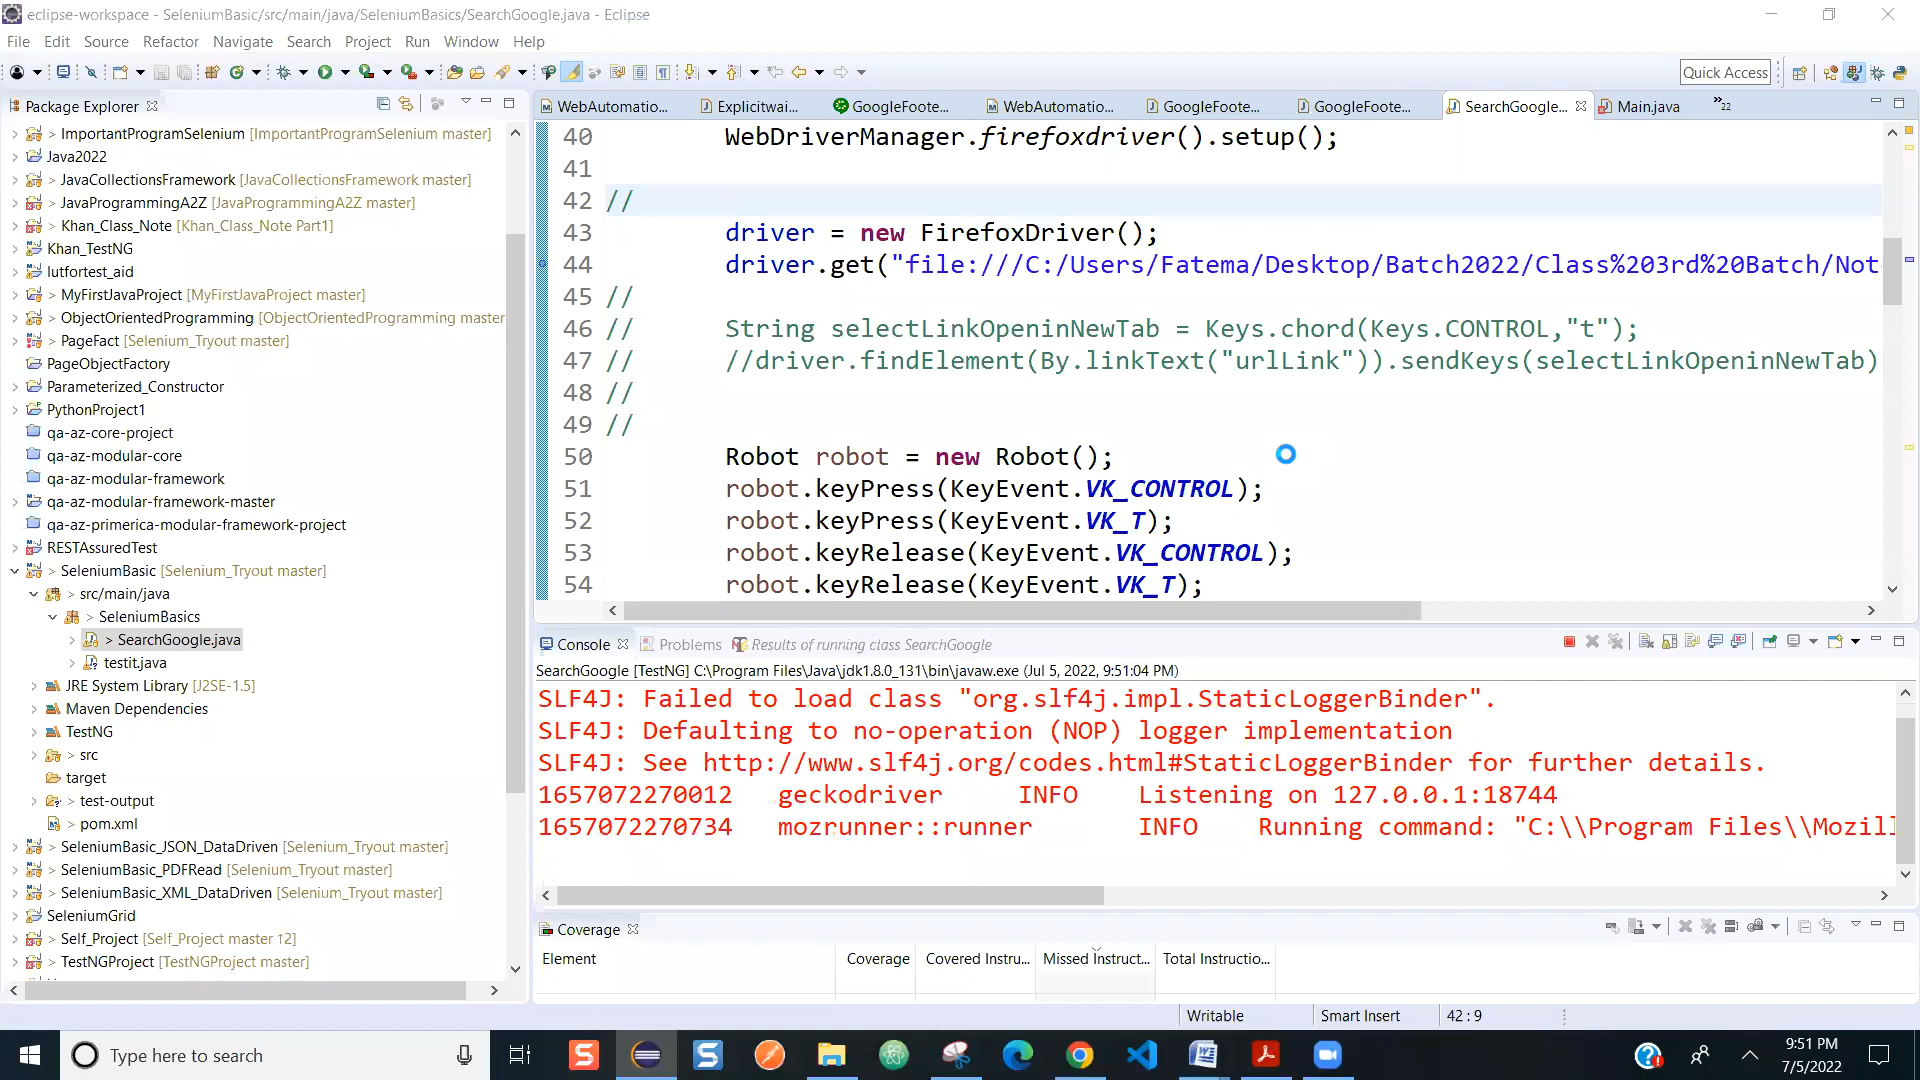 eclipse-workspace - SeleniumBasic/src/main/java/SeleniumBasics/SearchGoogle.java - Eclipse
File Edit Source Refactor Navigate Search Project Run Window Help
Quick Access
Package Explorer
> ImportantProgramSelenium [ImportantProgramSelenium master]
Java2022
> JavaCollectionsFramework [JavaCollectionsFramework master]
> JavaProgrammingA2Z [JavaProgrammingA2Z master]
> Khan_Class_Note [Khan_Class_Note Part1]
Khan_TestNG
lutfortest_aid
> MyFirstJavaProject [MyFirstJavaProject master]
> ObjectOrientedProgramming [ObjectOrientedProgramming master
> PageFact [Selenium_Tryout master]
PageObjectFactory
Parameterized_Constructor
PythonProject1
qa-az-core-project
qa-az-modular-core
qa-az-modular-framework
qa-az-modular-framework-master
qa-az-primerica-modular-framework-project
RESTAssuredTest
> SeleniumBasic [Selenium_Tryout master]
> src/main/java
> SeleniumBasics
> SearchGoogle.java
testit.java
JRE System Library [J2SE-1.5]
Maven Dependencies
TestNG
> src
target
> test-output
> pom.xml
> SeleniumBasic_JSON_DataDriven [Selenium_Tryout master]
> SeleniumBasic_PDFRead [Selenium_Tryout master]
> SeleniumBasic_XML_DataDriven [Selenium_Tryout master]
SeleniumGrid
> Self_Project [Self_Project master ↑2]
> TestNGProject [TestNGProject master]
WebAutomatio... Explicitwai... GoogleFoote... WebAutomatio... GoogleFoote... GoogleFoote... SearchGoogle... Main.java »22
40 WebDriverManager.firefoxdriver().setup();
41
42 //
43 driver = new FirefoxDriver();
44 driver.get("file:///C:/Users/Fatema/Desktop/Batch2022/Class%203rd%20Batch/Not
45 //
46 // String selectLinkOpeninNewTab = Keys.chord(Keys.CONTROL,"t");
47 // //driver.findElement(By.linkText("urlLink")).sendKeys(selectLinkOpeninNewTab)
48 //
49 //
50 Robot robot = new Robot();
51 robot.keyPress(KeyEvent.VK_CONTROL);
52 robot.keyPress(KeyEvent.VK_T);
53 robot.keyRelease(KeyEvent.VK_CONTROL);
54 robot.keyRelease(KeyEvent.VK_T);
Console Problems Results of running class SearchGoogle
SearchGoogle [TestNG] C:\Program Files\Java\jdk1.8.0_131\bin\javaw.exe (Jul 5, 2022, 9:51:04 PM)
SLF4J: Failed to load class "org.slf4j.impl.StaticLoggerBinder".
SLF4J: Defaulting to no-operation (NOP) logger implementation
SLF4J: See http://www.slf4j.org/codes.html#StaticLoggerBinder for further details.
1657072270012 geckodriver INFO Listening on 127.0.0.1:18744
1657072270734 mozrunner::runner INFO Running command: "C:\\Program Files\\Mozill
Coverage
Element Coverage Covered Instru... Missed Instruct... Total Instructio...
Writable Smart Insert 42 : 9
Type here to search
9:51 PM
7/5/2022